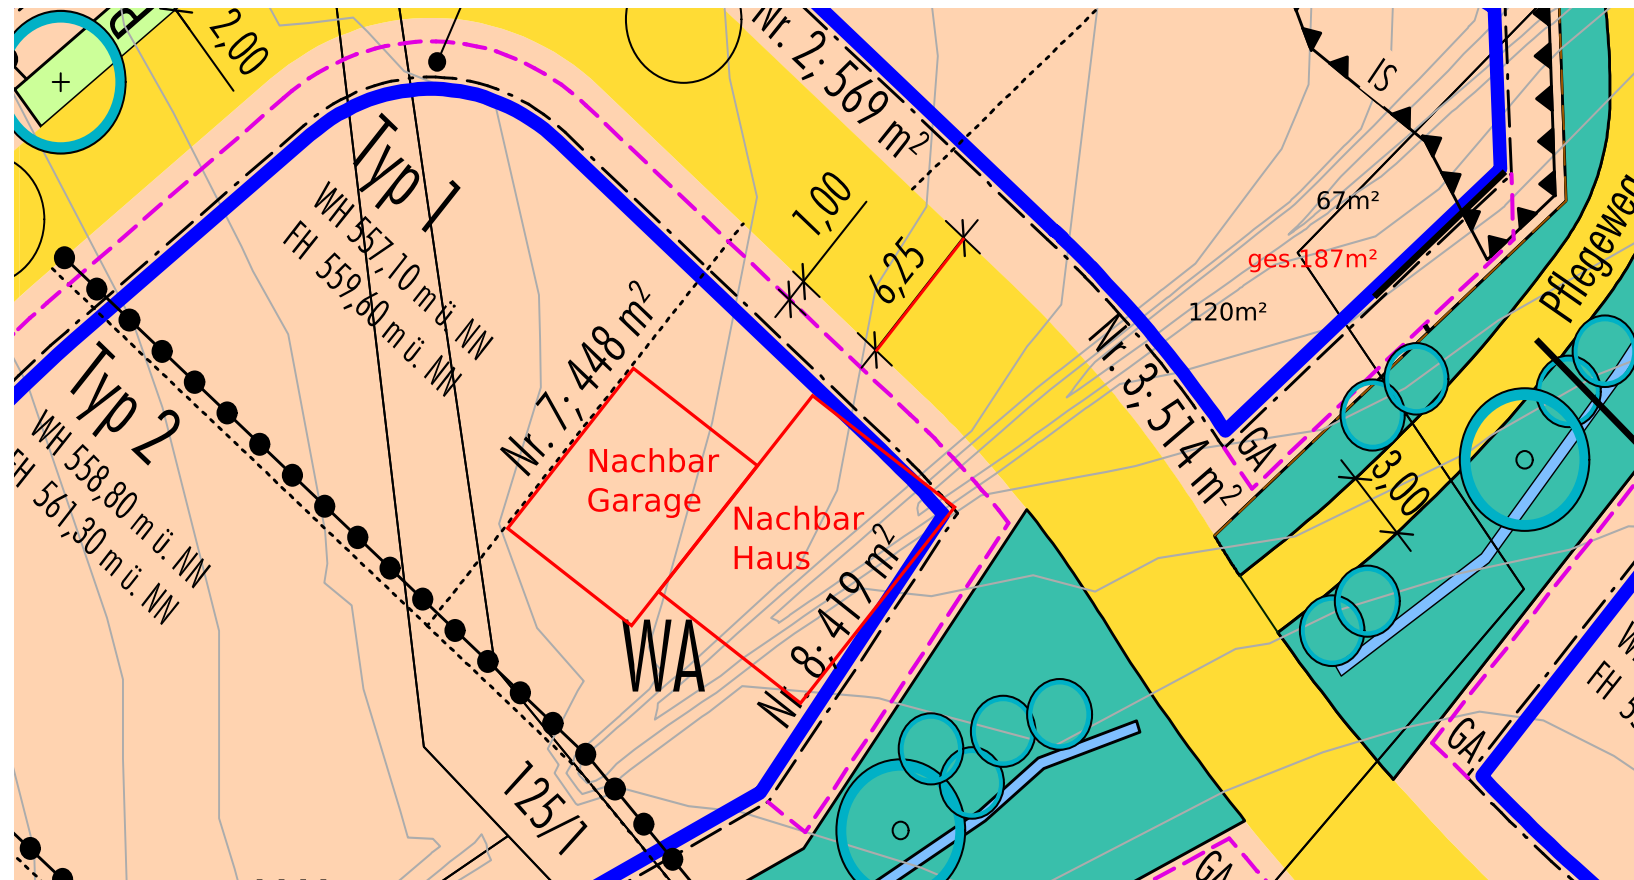 2,00
Nr. 2; 569 m²
IS
Typ 1
WH 557,10 m ü. NN
FH 559,60 m ü. NN
1,00
6,25
67m²
ges.187m²
120m²
Pflegeweg
Typ 2
WH 558,80 m ü. NN
FH 561,30 m ü. NN
Nr. 7; 448 m²
Nr. 3; 514 m²
GA
3,00
Nachbar
Garage
Nachbar
Haus
Nr. 8; 419 m²
WA
125/1
GA
FH
GA